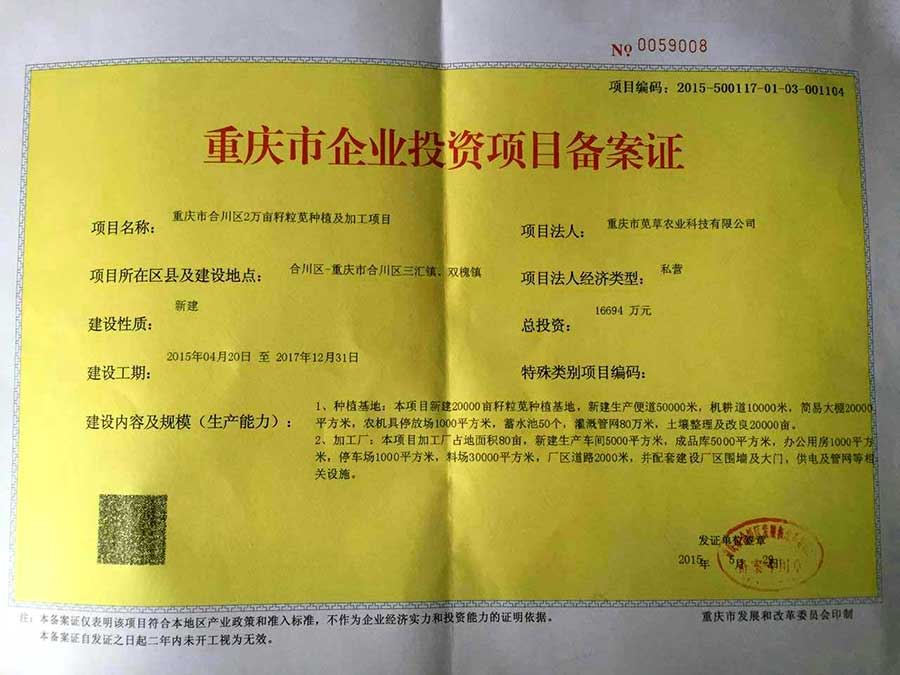 No 0059008
项目编码：2015-500117-01-03-001104
重庆市企业投资项目备案证
项目名称： 重庆市合川区2万亩籽粒苋种植及加工项目
项目法人： 重庆市苋草农业科技有限公司
项目所在区县及建设地点： 合川区-重庆市合川区三汇镇、双槐镇
项目法人经济类型： 私营
建设性质： 新建
总投资： 16694 万元
建设工期： 2015年04月20日 至 2017年12月31日
特殊类别项目编码：
建设内容及规模（生产能力）： 1、种植基地：本项目新建20000亩籽粒苋种植基地，新建生产便道50000米，机耕道10000米，简易大棚20000
平方米，农机具停放场1000平方米，蓄水池50个，灌溉管网80万米，土壤整理及改良20000亩。
2、加工厂：本项目加工厂占地面积80亩，新建生产车间5000平方米，成品库5000平方米，办公用房1000平方
米，停车场1000平方米，料场30000平方米，厂区道路2000米，并配套建设厂区围墙及大门、供电及管网等相
关设施。
发证单位签章
2015年 5月 29日
注：本备案证仅表明该项目符合本地区产业政策和准入标准，不作为企业经济实力和投资能力的证明依据。
本备案证自发证之日起二年内未开工视为无效。
重庆市发展和改革委员会印制